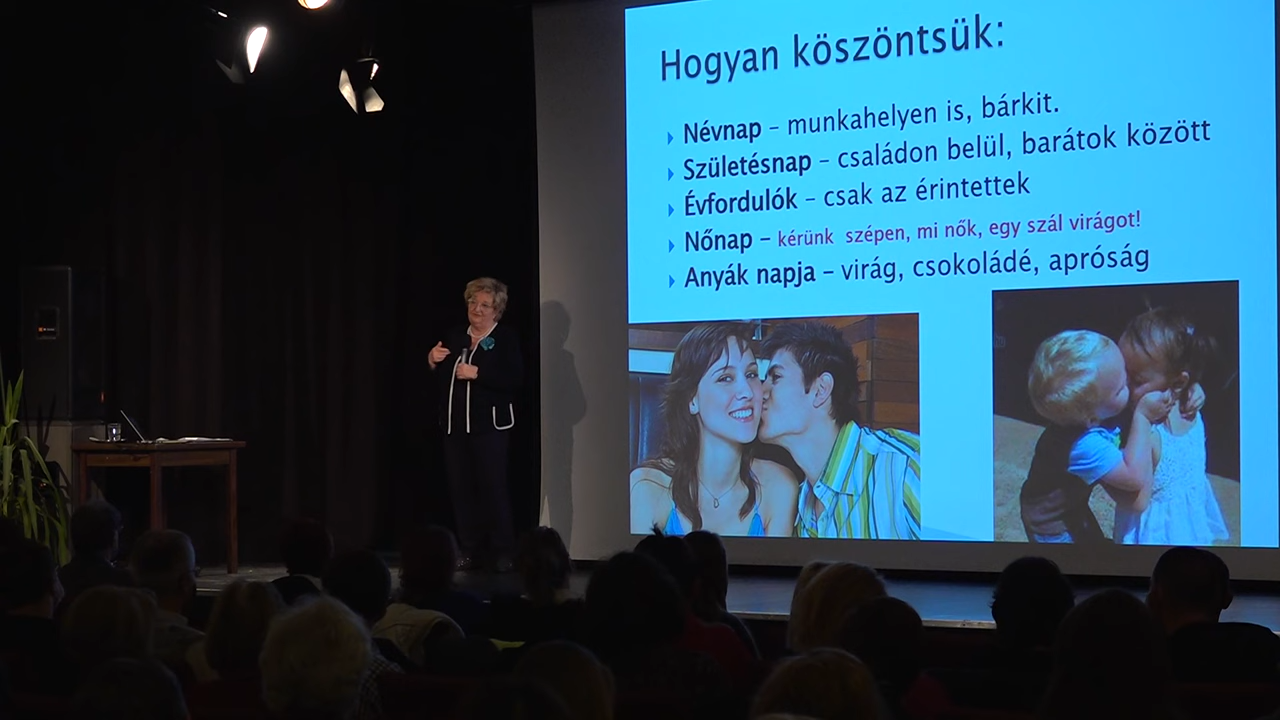 Hogyan köszöntsük:
Névnap – munkahelyen is, bárkit.
Születésnap – családon belül, barátok között
Évfordulók – csak az érintettek
Nőnap – kérünk szépen, mi nők, egy szál virágot!
Anyák napja – virág, csokoládé, apróság